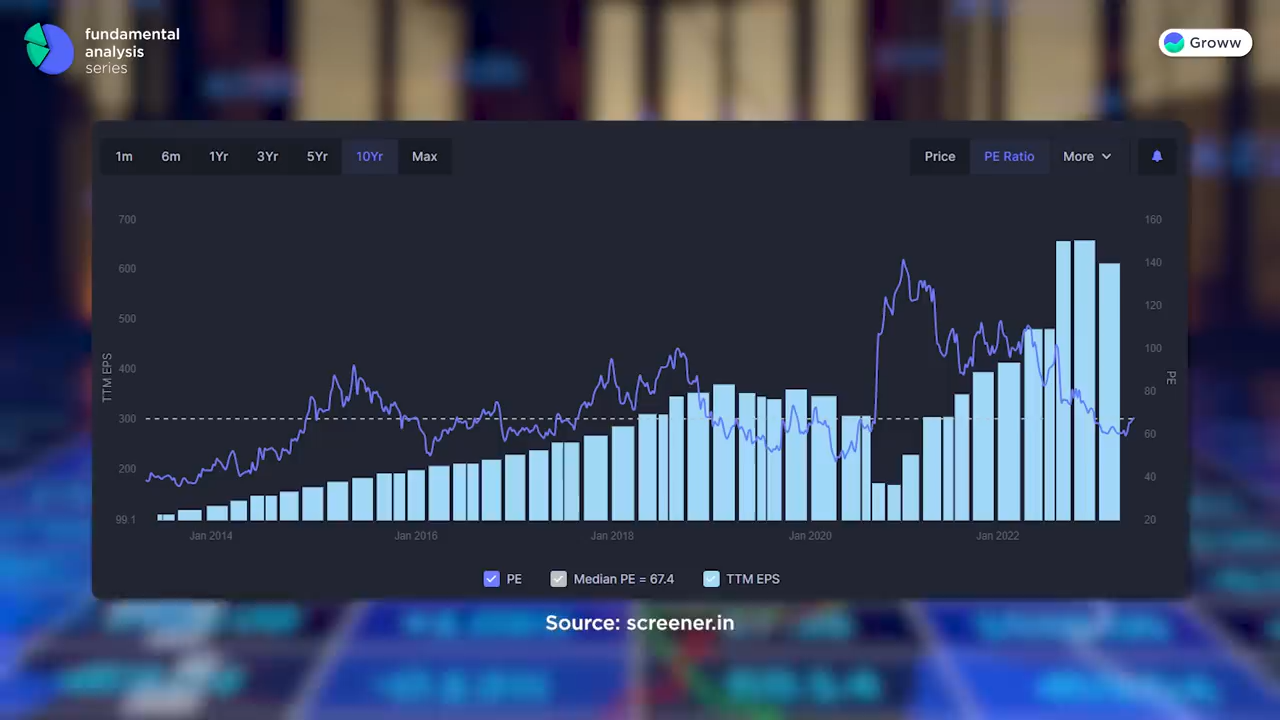 fundamental
analysis
series
Groww
1m 6m 1Yr 3Yr 5Yr 10Yr Max
Price PE Ratio More
700
600
500
400
300
200
99.1
TTM EPS
160
140
120
100
80
60
40
20
PE
Jan 2014 Jan 2016 Jan 2018 Jan 2020 Jan 2022
PE Median PE = 67.4 TTM EPS
Source: screener.in